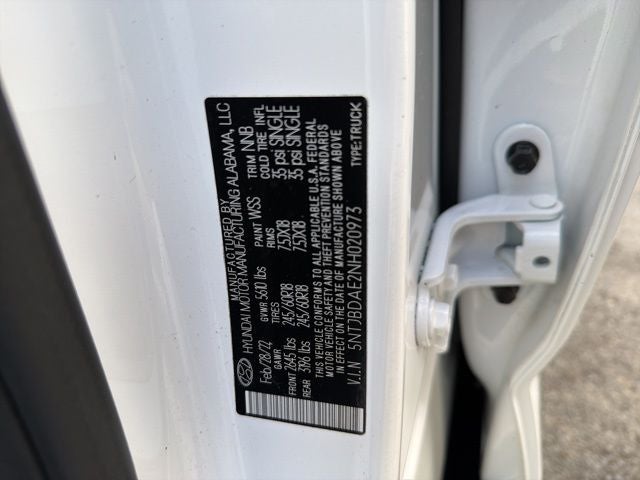 MANUFACTURED BY
HYUNDAI MOTOR MANUFACTURING ALABAMA, LLC
Feb/28/22 GVWR 5610 lbs PAINT WSS TRIM NNB
GAWR TIRES RIMS COLD TIRE INFL
FRONT 2645 lbs 245/60R18 7.5JX18 35 psi SINGLE
REAR 3196 lbs 245/60R18 7.5JX18 35 psi SINGLE
THIS VEHICLE CONFORMS TO ALL APPLICABLE U.S.A. FEDERAL
MOTOR VEHICLE SAFETY AND THEFT PREVENTION STANDARDS
IN EFFECT ON THE DATE OF MANUFACTURE SHOWN ABOVE
V.I.N 5NTJBDAE2NH020973 TYPE:TRUCK